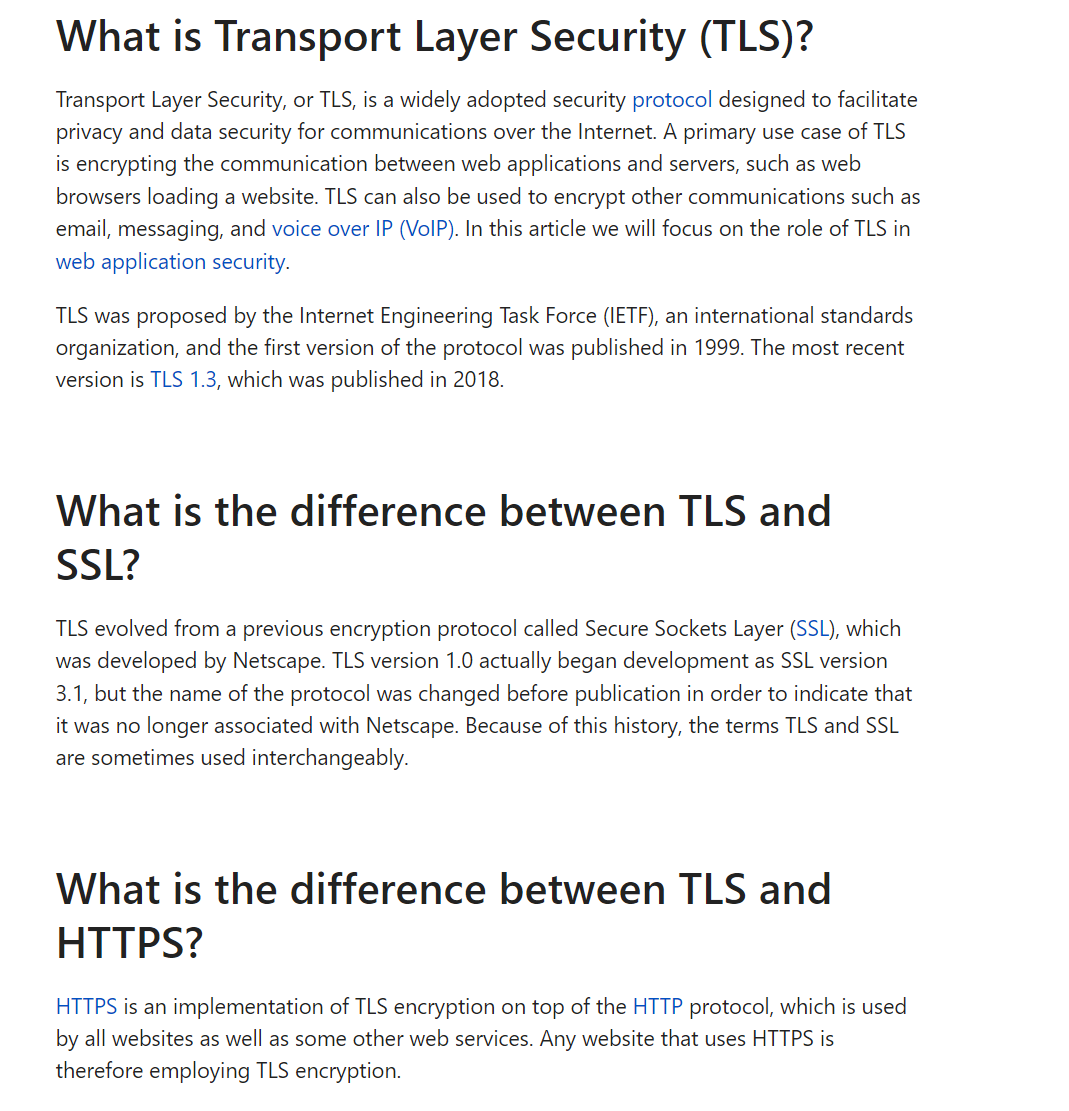 What is Transport Layer Security (TLS)?
Transport Layer Security, or TLS, is a widely adopted security protocol designed to facilitate
privacy and data security for communications over the Internet. A primary use case of TLS
is encrypting the communication between web applications and servers, such as web
browsers loading a website. TLS can also be used to encrypt other communications such as
email, messaging, and voice over IP (VoIP). In this article we will focus on the role of TLS in
web application security.
TLS was proposed by the Internet Engineering Task Force (IETF), an international standards
organization, and the first version of the protocol was published in 1999. The most recent
version is TLS 1.3, which was published in 2018.
What is the difference between TLS and
SSL?
TLS evolved from a previous encryption protocol called Secure Sockets Layer (SSL), which
was developed by Netscape. TLS version 1.0 actually began development as SSL version
3.1, but the name of the protocol was changed before publication in order to indicate that
it was no longer associated with Netscape. Because of this history, the terms TLS and SSL
are sometimes used interchangeably.
What is the difference between TLS and
HTTPS?
HTTPS is an implementation of TLS encryption on top of the HTTP protocol, which is used
by all websites as well as some other web services. Any website that uses HTTPS is
therefore employing TLS encryption.